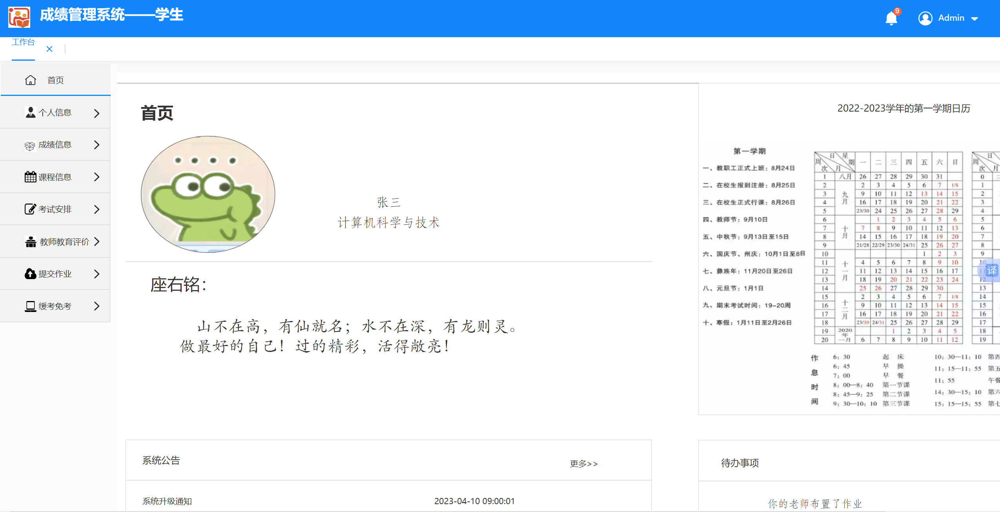 成绩管理系统——学生
9
Admin
工作台
首页
个人信息
成绩信息
课程信息
考试安排
教师教育评价
提交作业
缓考免考
首页
张三
计算机科学与技术
座右铭：
山不在高，有仙就名；水不在深，有龙则灵。
做最好的自己！过的精彩，活得敞亮！
2022-2023学年的第一学期日历
第一学期
一、教职工正式上班：8月24日
二、在校生报到注册：8月25日
三、在校生正式行课：8月26日
四、教师节：9月10日
五、中秋节：9月13日至15日
六、国庆节、州庆：10月1日至8日
七、彝族年：11月20日至26日
八、元旦节：1月1日
九、期末考试时间：19-20周
十、寒假：1月11日至2月26日
周次 日 月 星期 一 二 三 四 五 六 日
1 八月 26 27 28 29 30 31
2 九月 2 3 4 5 6 7 1/8
3 9 10 11 12 13 14 15
4 16 17 18 19 20 21 22
5 23/30 24 25 26 27 28 29
6 十月 1 2 3 4 5 6
7 7 8 9 10 11 12 13
8 14 15 16 17 18 19 20
9 21/28 22/29 23/30 24/31 25 26 27
10 十一月 1 2 3
11 4 5 6 7 8 9 10
12 11 12 13 14 15 16 17
13 18 19 20 21 22 23 24
14 25 26 27 28 29 30
15 十二月 2 3 4 5 6 7 1/8
16 9 10 11 12 13 14 15
17 16 17 18 19 20 21 22
18 23/30 24/31 25 26 27 28 29
19 2020年一月 1 2 3 4 5
20 6 7 8 9 10 11 12
周次 日 月
0
1
2
3
4
5
6
7
8
9
10
11
12
13
14
15
16
17
18
19
译
作息时间
6：30 起床
6：45 早操
7：00 早餐
8：00—8：40 第一节课
8：45—9：25 第二节课
9：30—10：10 第三节课
10：30—11：10 第四
11：15—11：55 第五
11：55 午餐
14：30—15：10 第六
15：15—15：55 第七
系统公告
更多>>
系统升级通知 2023-04-10 09:00:01
待办事项
你的老师布置了作业